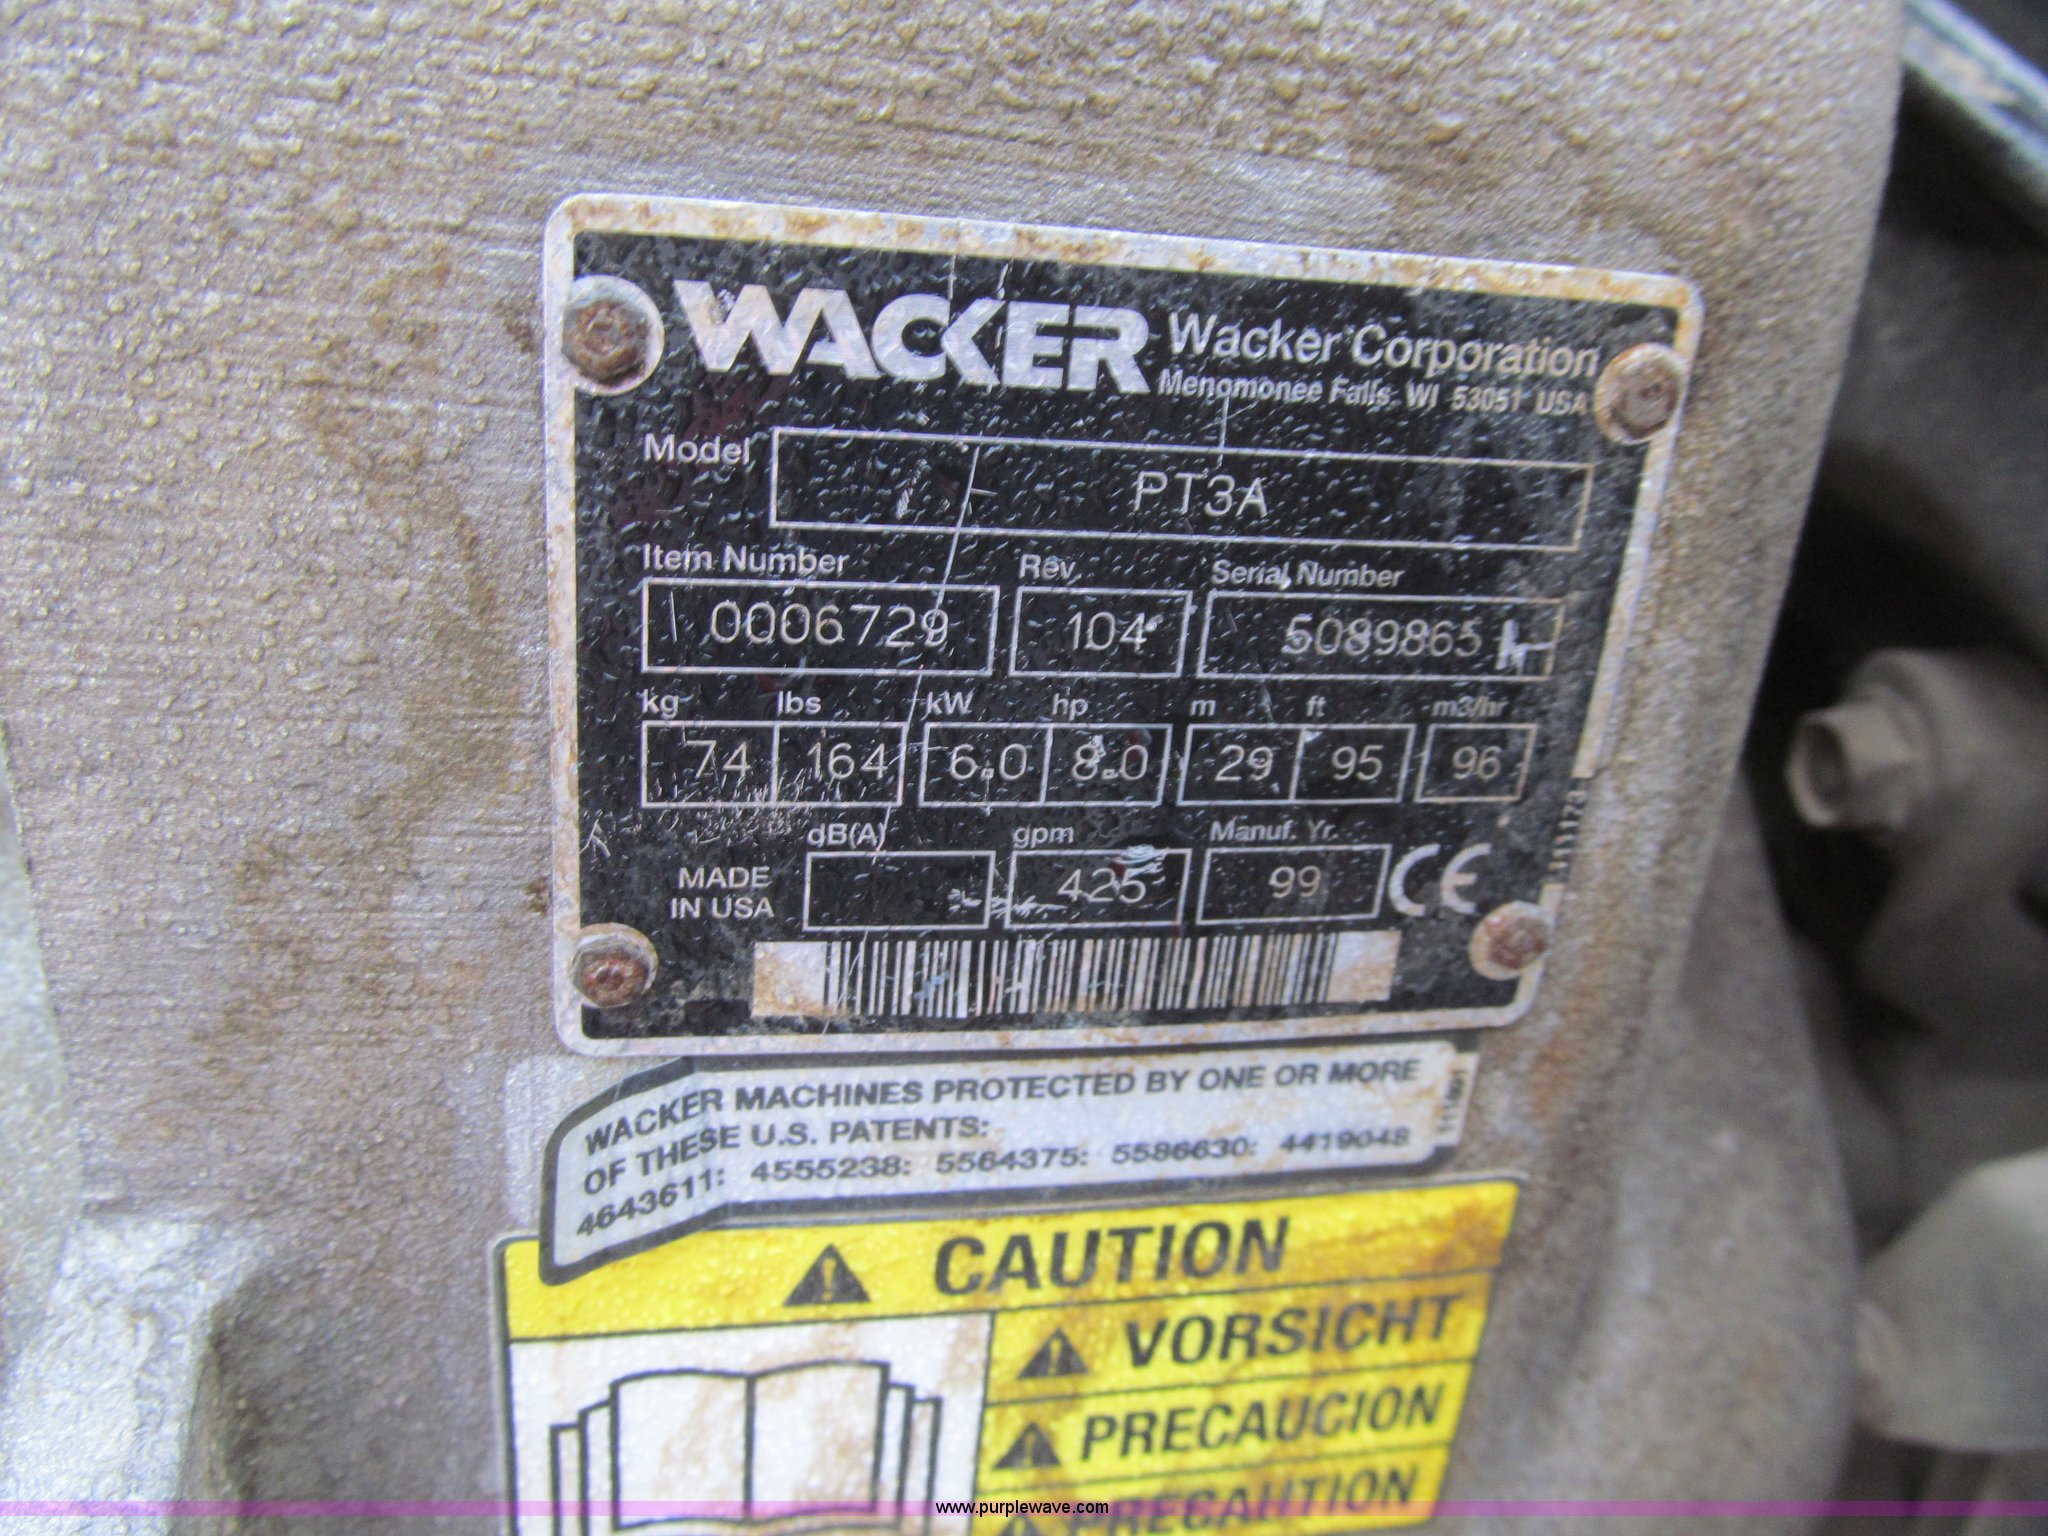 WACKER Wacker Corporation
Menomonee Falls, WI 53051 USA
Model PT3A
Item Number Rev. Serial Number
0006729 104 5089865
kg lbs kW hp m ft m3/hr
74 164 6.0 8.0 29 95 96
dB(A) gpm Manuf. Yr.
MADE IN USA 425 99 CE
WACKER MACHINES PROTECTED BY ONE OR MORE
OF THESE U.S. PATENTS:
4643611: 4555238: 5564375: 5586630: 4419048
CAUTION
VORSICHT
PRECAUCION
PRECAUTION
www.purplewave.com